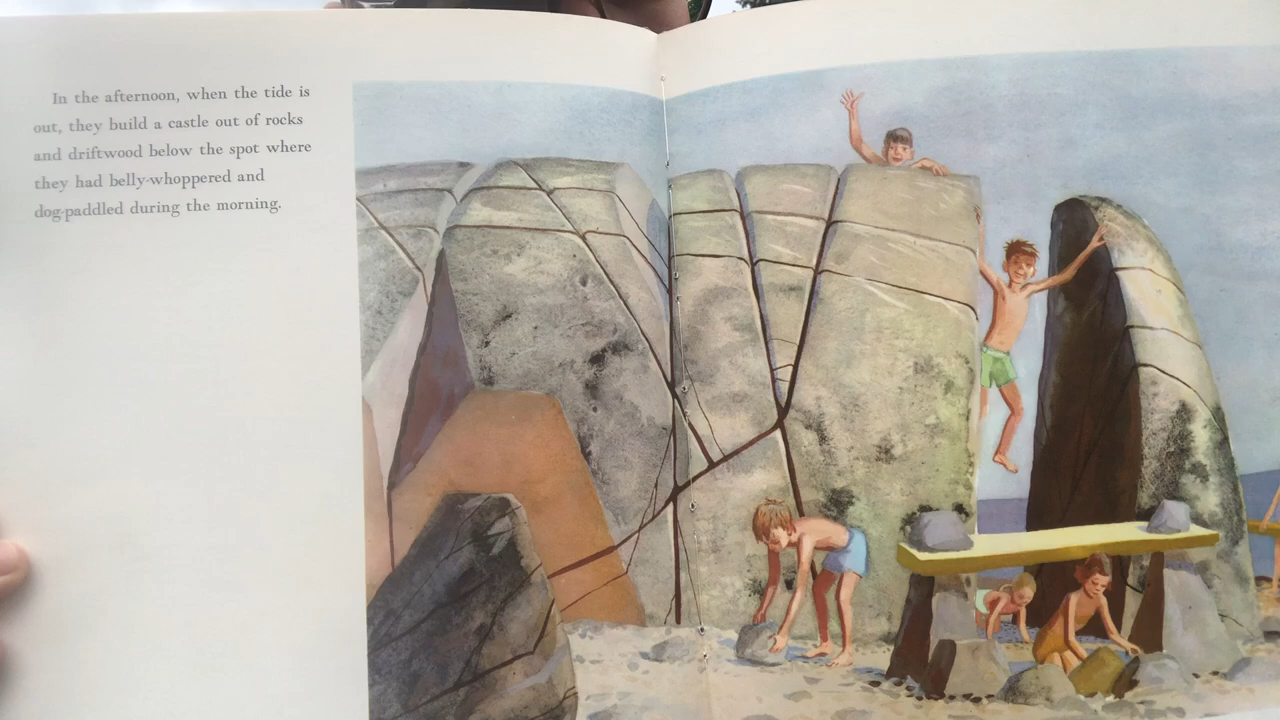 In the afternoon, when the tide is
out, they build a castle out of rocks
and driftwood below the spot where
they had belly-whoppered and
dog-paddled during the morning.